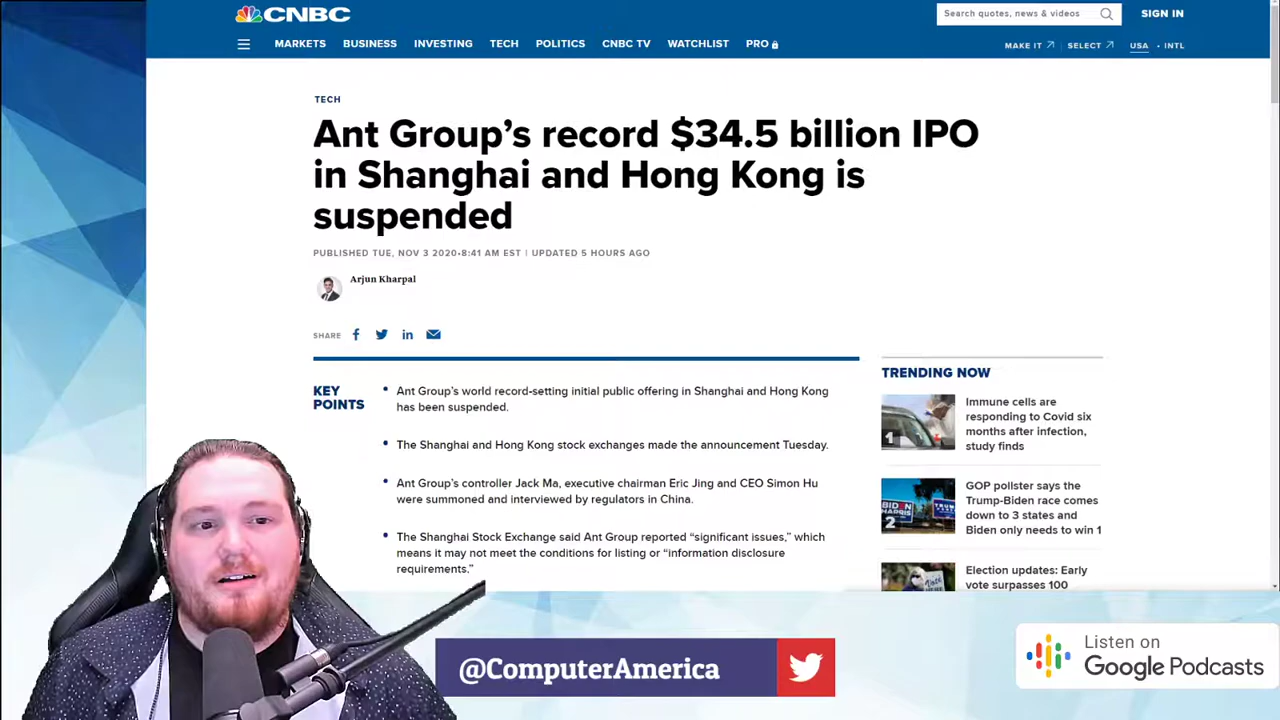 CNBC
Search quotes, news & videos
SIGN IN
MARKETS BUSINESS INVESTING TECH POLITICS CNBC TV WATCHLIST PRO
MAKE IT SELECT USA • INTL
TECH
Ant Group's record $34.5 billion IPO
in Shanghai and Hong Kong is
suspended
PUBLISHED TUE, NOV 3 2020•8:41 AM EST | UPDATED 5 HOURS AGO
Arjun Kharpal
SHARE
KEY
POINTS
• Ant Group's world record-setting initial public offering in Shanghai and Hong Kong
has been suspended.
• The Shanghai and Hong Kong stock exchanges made the announcement Tuesday.
• Ant Group's controller Jack Ma, executive chairman Eric Jing and CEO Simon Hu
were summoned and interviewed by regulators in China.
• The Shanghai Stock Exchange said Ant Group reported “significant issues,” which
means it may not meet the conditions for listing or “information disclosure
requirements.”
TRENDING NOW
1
Immune cells are
responding to Covid six
months after infection,
study finds
2
GOP pollster says the
Trump-Biden race comes
down to 3 states and
Biden only needs to win 1
Election updates: Early
vote surpasses 100
@ComputerAmerica
Listen on
Google Podcasts